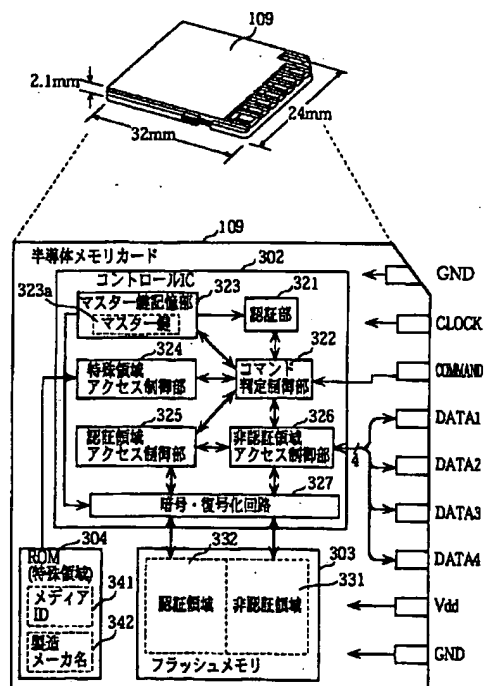 109
2.1mm
32mm
24mm
109
半導体メモリカード
302
コントロールIC
323a
マスター鍵記憶部
マスター鍵
323
321
認証部
324
特殊領域
アクセス制御部
322
コマンド
判定制御部
325
認証領域
アクセス制御部
326
非認証領域
アクセス制御部
4
327
暗号・復号化回路
304
ROM
(特殊領域)
メディア
ID
341
製造
メーカ名
342
332
303
331
認証領域
非認証領域
フラッシュメモリ
GND
CLOCK
COMMAND
DATA1
DATA2
DATA3
DATA4
Vdd
GND